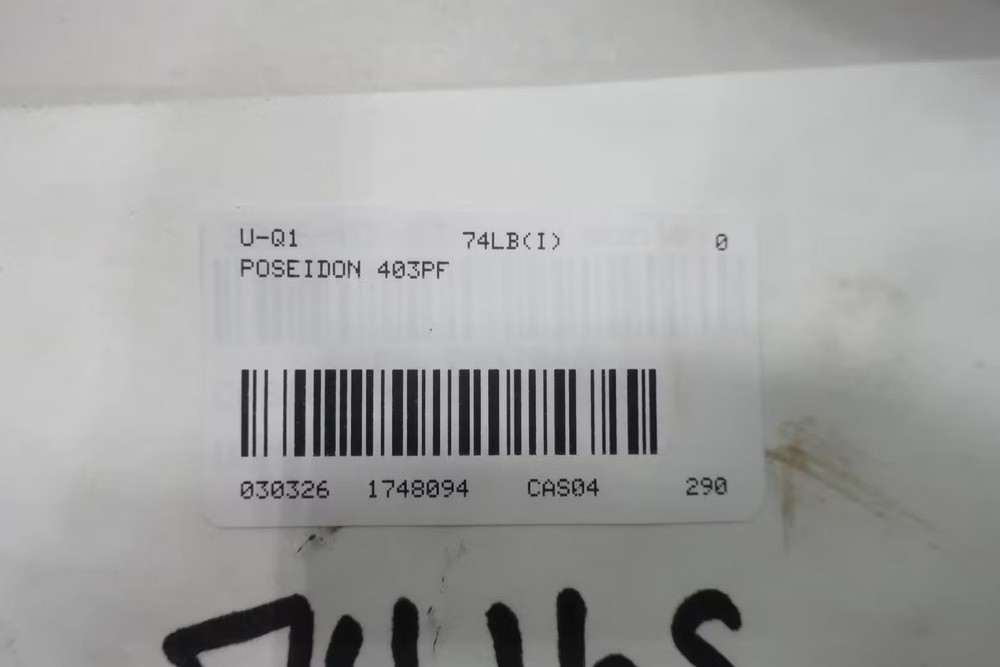 U-Q1 74LB(I) 0
POSEIDON 403PF
030326 1748094 CAS04 290